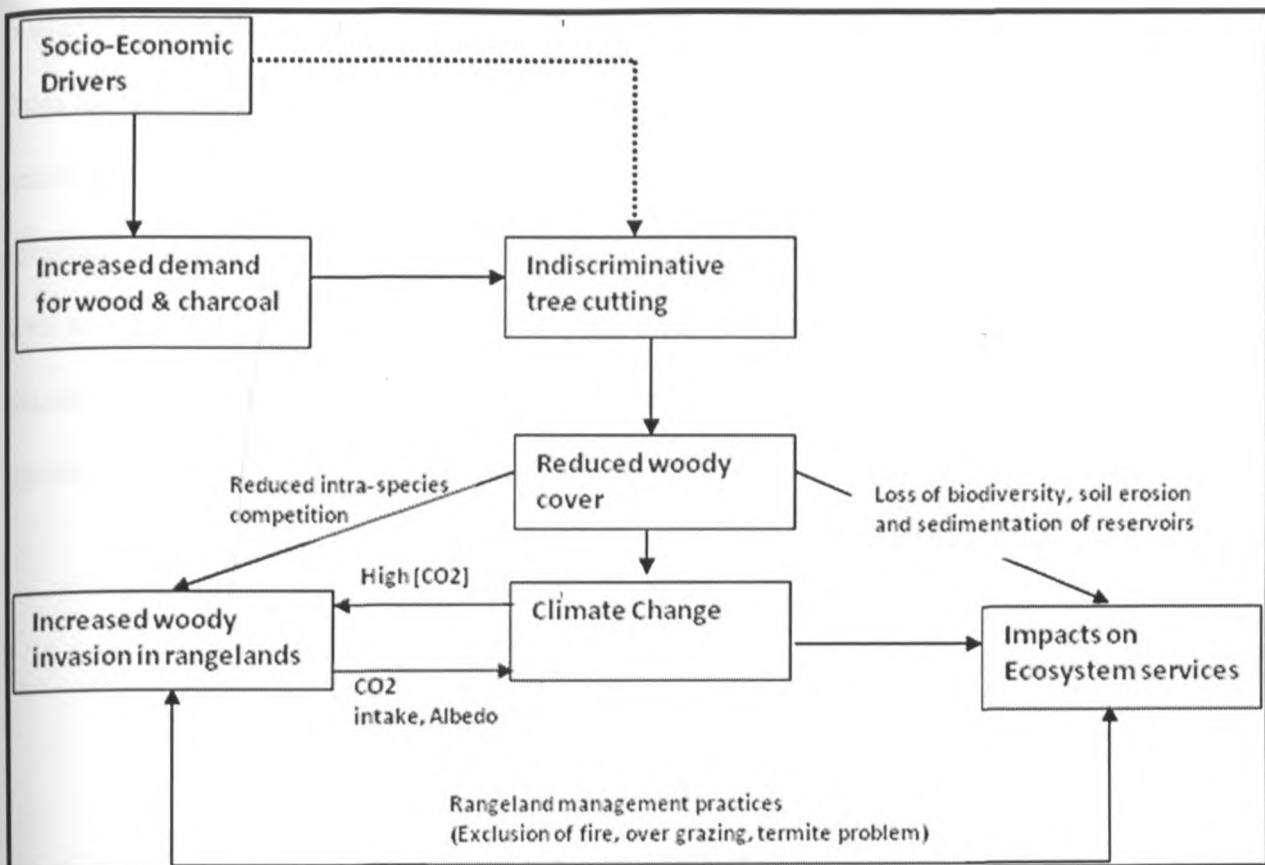 Socio-Economic
Drivers
Increased demand
for wood & charcoal
Indiscriminative
tree cutting
Reduced woody
cover
Reduced intra-species
competition
Loss of biodiversity, soil erosion
and sedimentation of reservoirs
High [CO2]
Increased woody
invasion in rangelands
Climate Change
Impacts on
Ecosystem services
CO2
intake, Albedo
Rangeland management practices
(Exclusion of fire, over grazing, termite problem)